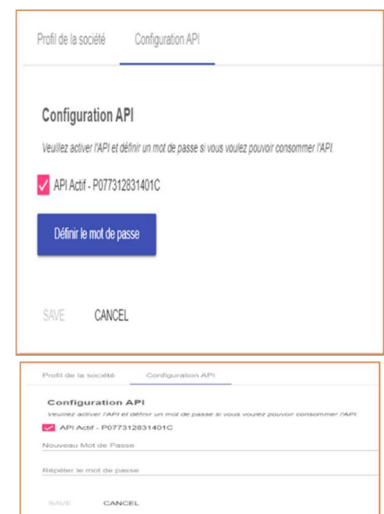 Profil de la société Configuration API
Configuration API
Veuillez activer l'API et définir un mot de passe si vous voulez pouvoir consommer l'API.
API Actif - P077312831401C
Définir le mot de passe
SAVE CANCEL
Profil de la société Configuration API
Configuration API
Veuillez activer l'API et définir un mot de passe si vous voulez pouvoir consommer l'API.
API Actif - P077312831401C
Nouveau Mot de Passe
Répéter le mot de passe
SAVE CANCEL